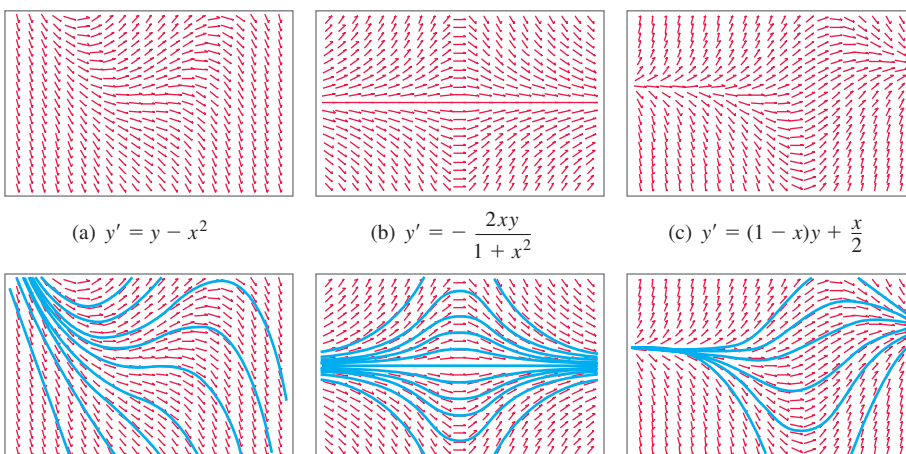 (a) y′ = y − x²
(b) y′ = − 2xy / (1 + x²)
(c) y′ = (1 − x)y + x/2